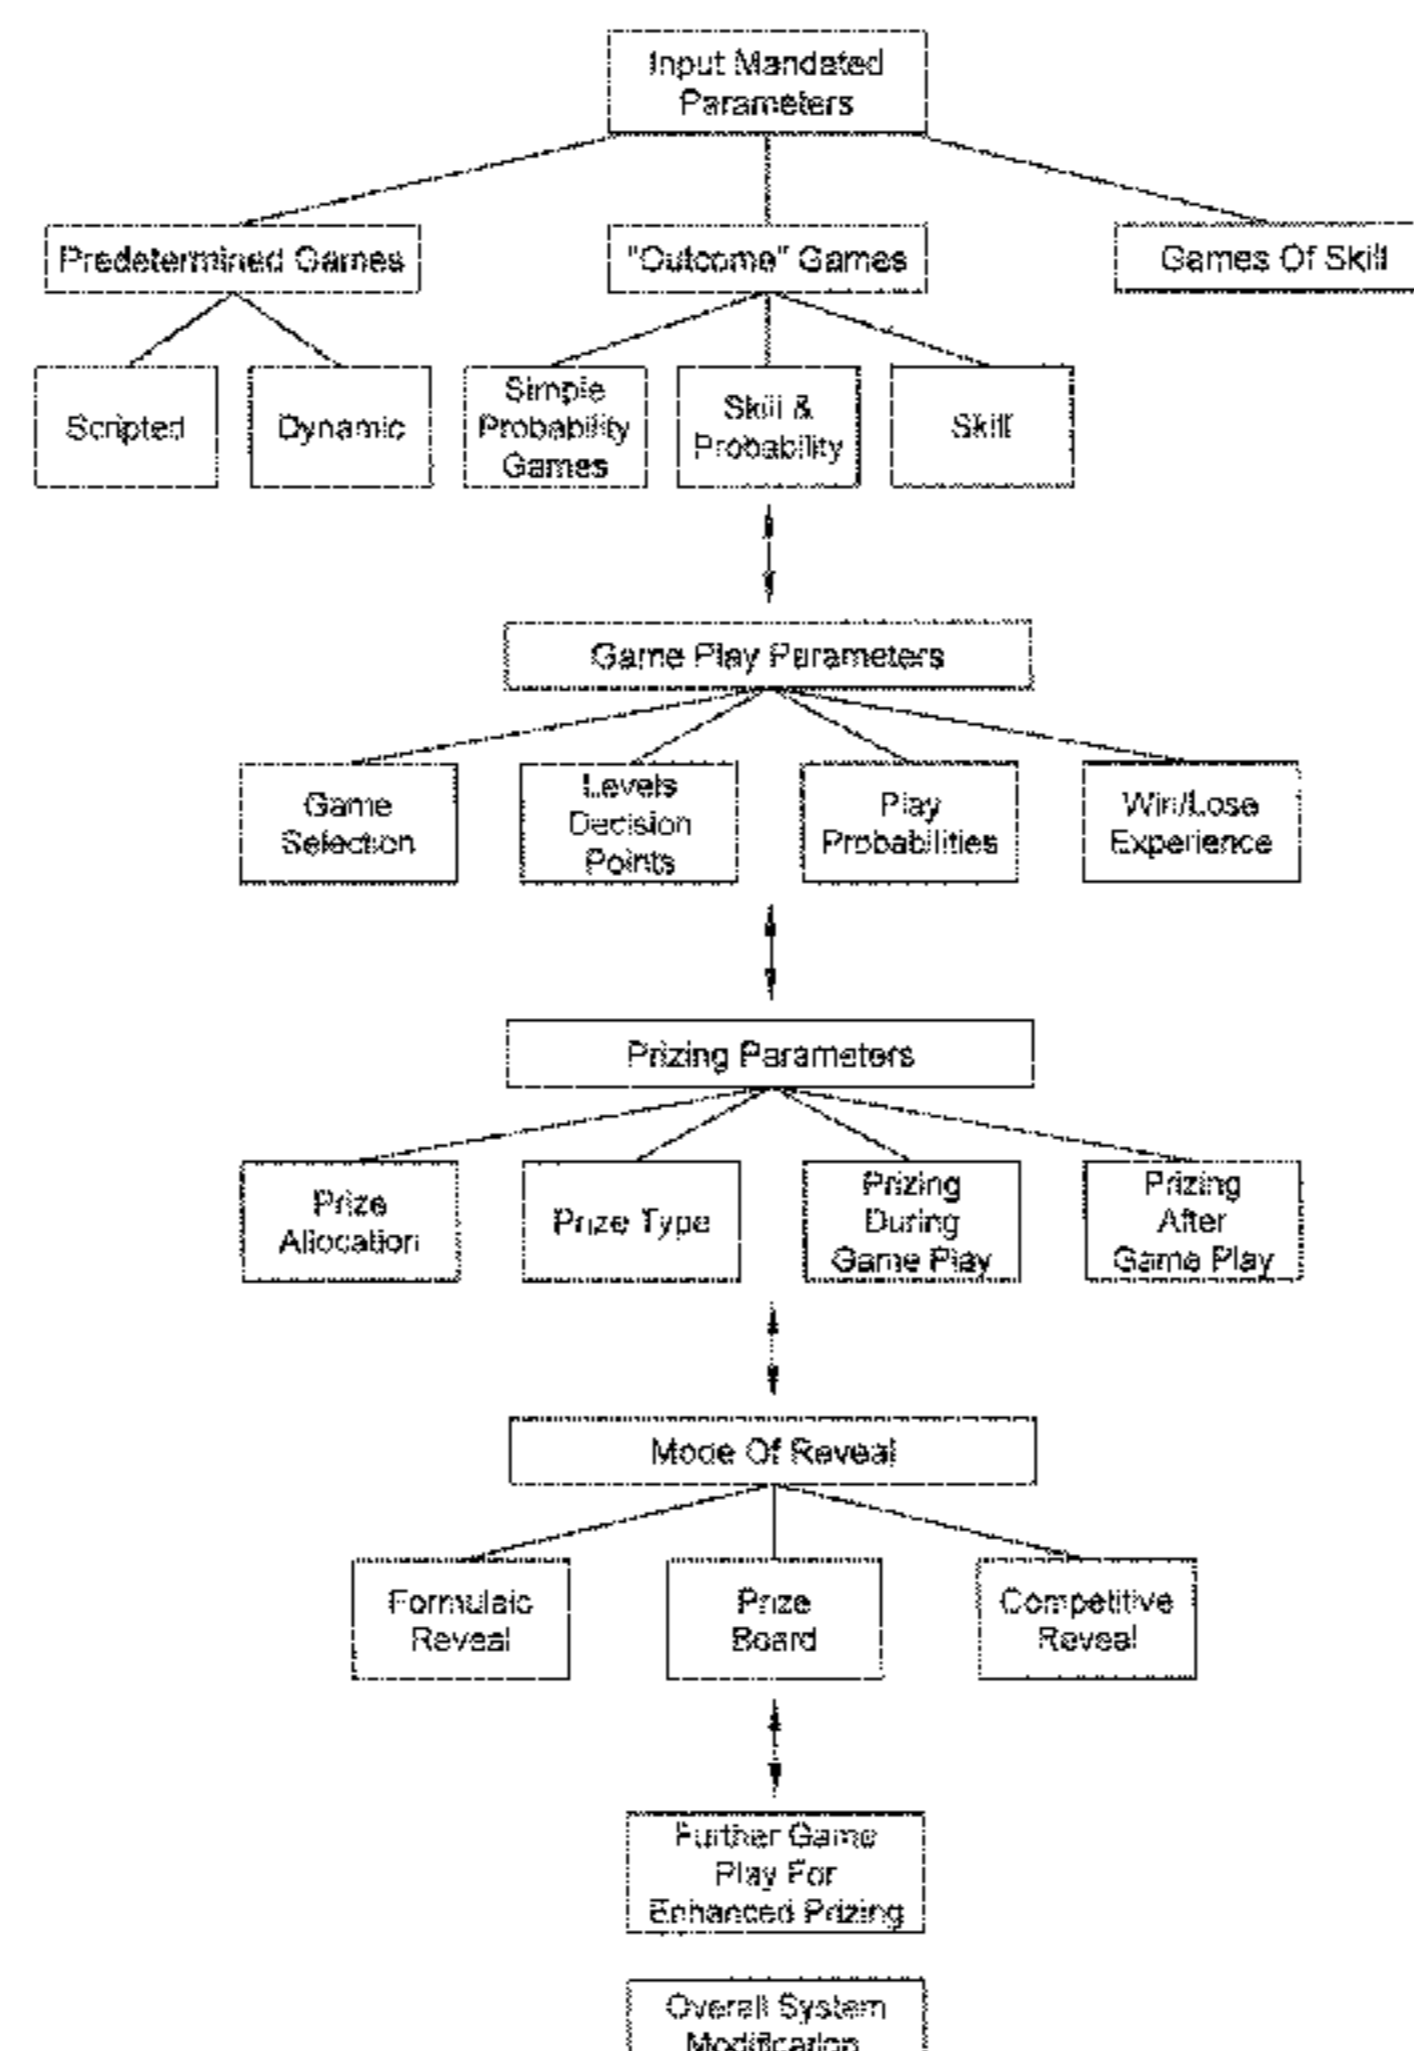 Input Mandated
Parameters
Predetermined Games
"Outcome" Games
Games Of Skill
Scripted
Dynamic
Simple
Probability
Games
Skill &
Probability
Skill
Game Play Parameters
Game
Selection
Levels
Decision
Points
Play
Probabilities
Win/Lose
Experience
Prizing Parameters
Prize
Allocation
Prize Type
Prizing
During
Game Play
Prizing
After
Game Play
Mode Of Reveal
Formulaic
Reveal
Prize
Board
Competitive
Reveal
Further Game
Play For
Enhanced Prizing
Overall System
Modification